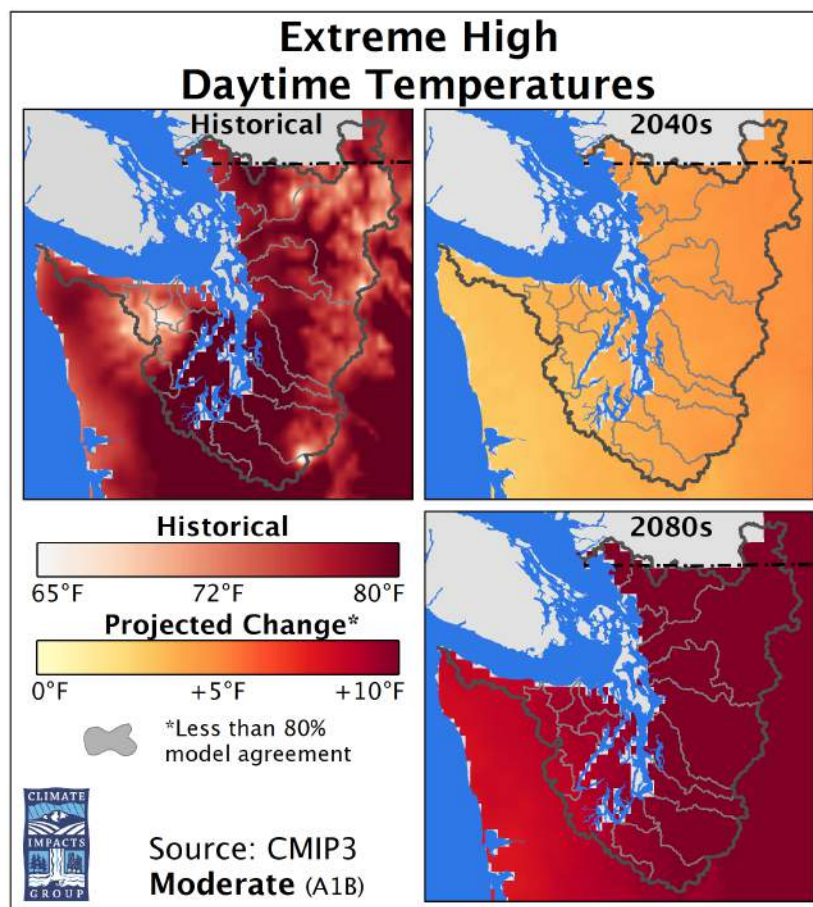 Extreme High
Daytime Temperatures
Historical
2040s
Historical
65°F 72°F 80°F
Projected Change*
0°F +5°F +10°F
*Less than 80%
model agreement
2080s
CLIMATE
IMPACTS
GROUP
Source: CMIP3
Moderate (A1B)